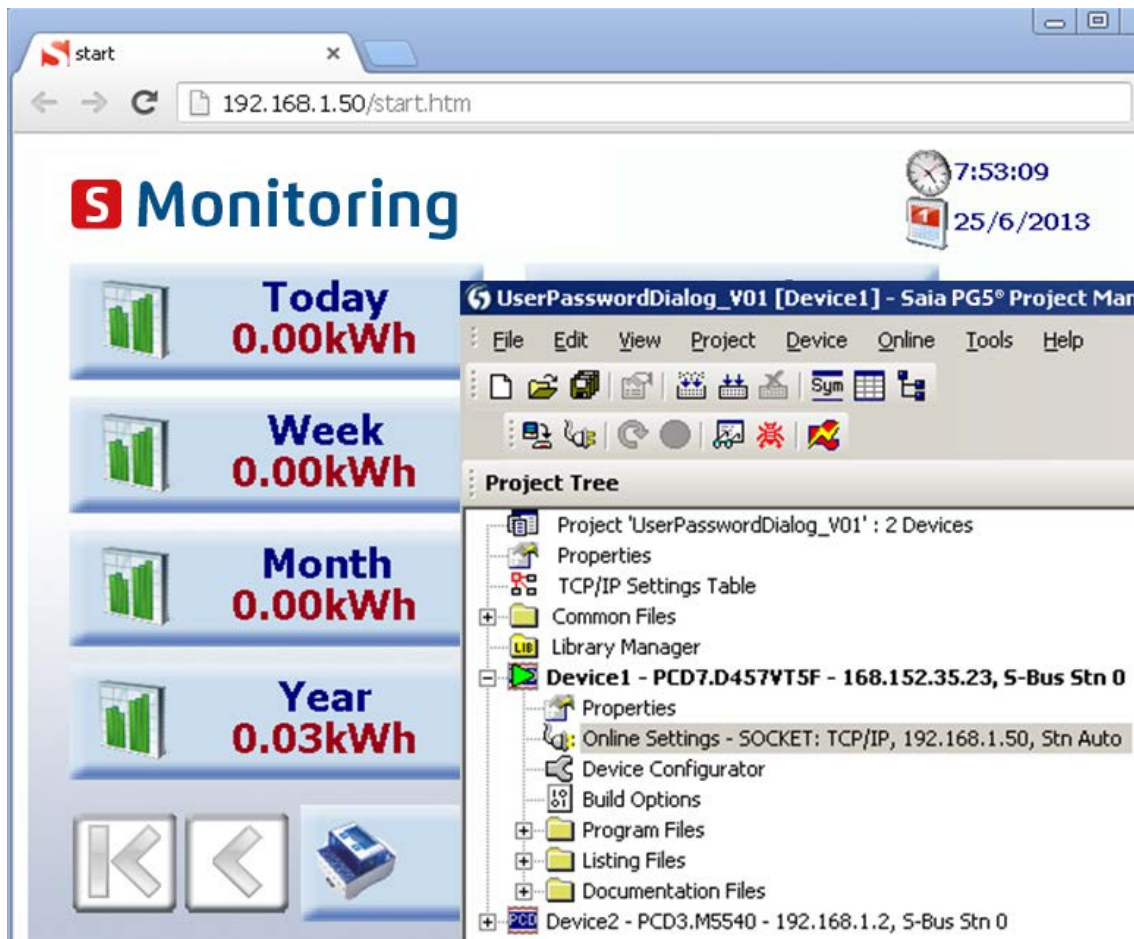 start
192.168.1.50/start.htm
S Monitoring
7:53:09
25/6/2013
Today
0.00kWh
Week
0.00kWh
Month
0.00kWh
Year
0.03kWh
UserPasswordDialog_V01 [Device1] - Saia PG5® Project Mar
File Edit View Project Device Online Tools Help
Sym
Project Tree
Project 'UserPasswordDialog_V01' : 2 Devices
Properties
TCP/IP Settings Table
Common Files
LIB Library Manager
Device1 - PCD7.D457VT5F - 168.152.35.23, S-Bus Stn 0
Properties
Online Settings - SOCKET: TCP/IP, 192.168.1.50, Stn Auto
Device Configurator
Build Options
Program Files
Listing Files
Documentation Files
PCD Device2 - PCD3.M5540 - 192.168.1.2, S-Bus Stn 0